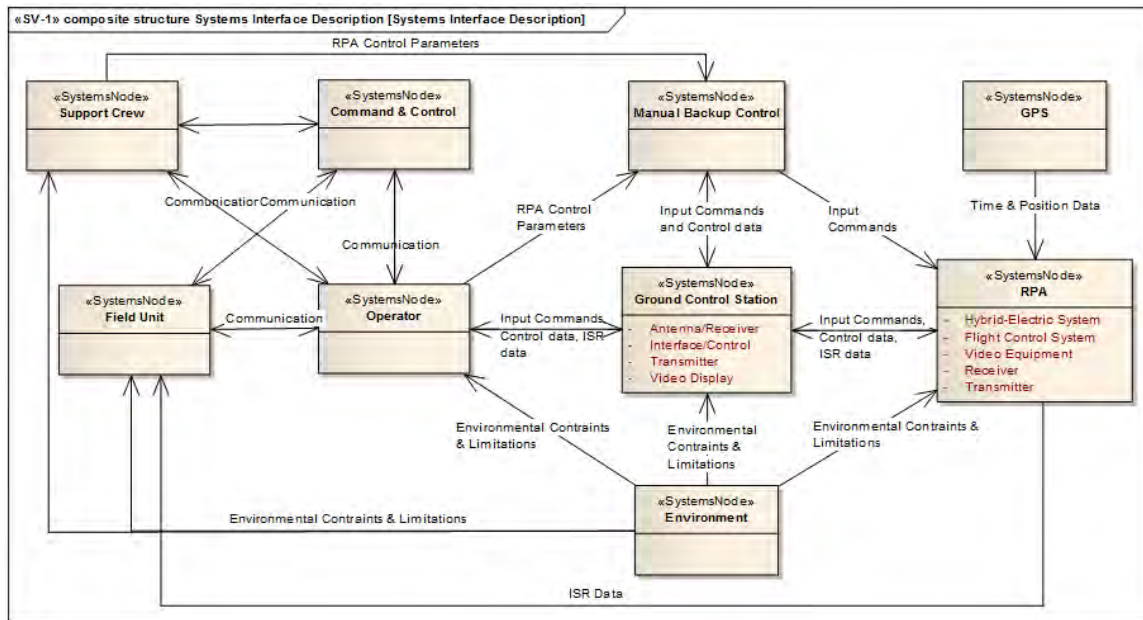 «SV-1» composite structure Systems Interface Description [Systems Interface Description]
RPA Control Parameters
«SystemsNode»
Support Crew
«SystemsNode»
Command & Control
«SystemsNode»
Manual Backup Control
«SystemsNode»
GPS
Communication
Communication
Communication
RPA Control
Parameters
Input Commands
and Control data
Input
Commands
Time & Position Data
«SystemsNode»
Field Unit
Communication
«SystemsNode»
Operator
Input Commands,
Control data, ISR
data
«SystemsNode»
Ground Control Station
- Antenna/Receiver
- Interface/Control
- Transmitter
- Video Display
Input Commands,
Control data,
ISR data
«SystemsNode»
RPA
- Hybrid-Electric System
- Flight Control System
- Video Equipment
- Receiver
- Transmitter
Environmental Contraints
& Limitations
Environmental
Contraints &
Limitations
Environmental Contraints &
Limitations
«SystemsNode»
Environment
Environmental Contraints & Limitations
ISR Data